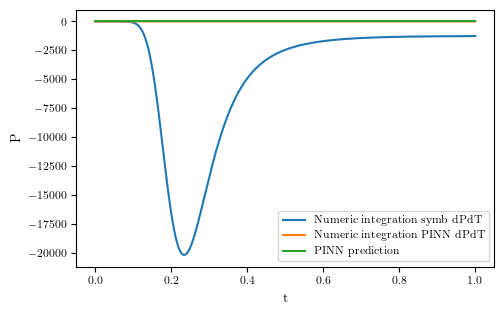 0
−2500
−5000
−7500
−10000
−12500
−15000
−17500
−20000
P
0.0 0.2 0.4 0.6 0.8 1.0
t
Numeric integration symb dPdT
Numeric integration PINN dPdT
PINN prediction